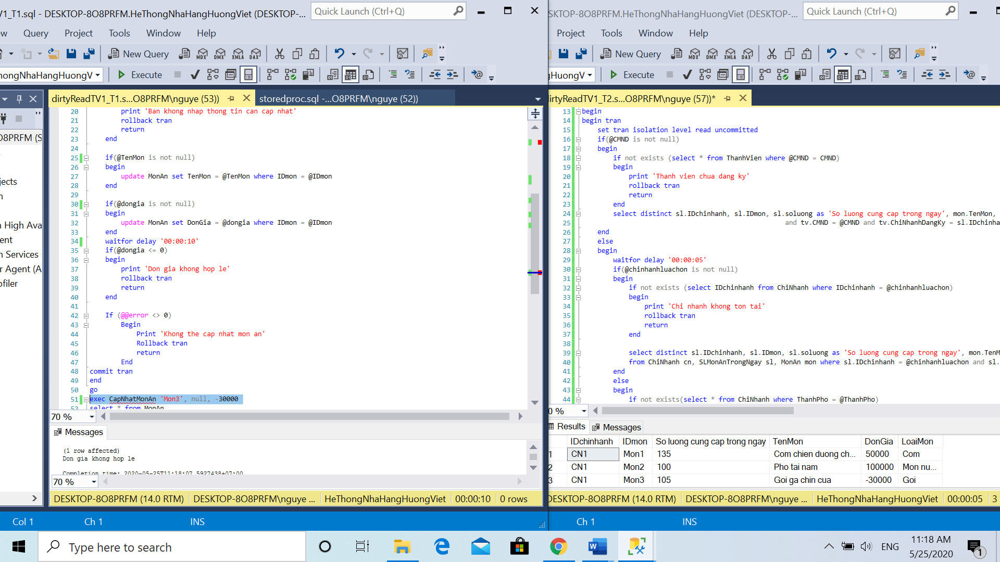 V1_T1.sql - DESKTOP-8O8PRFM.HeThongNhaHangHuongViet (DESKTOP-...
Quick Launch (Ctrl+Q)
Query Project Tools Window Help
New Query
MDX DMX XMLA DAX
Execute
dirtyReadTV1_T1.s...O8PRFM\nguye (53))
storedproc.sql -...O8PRFM\nguye (52))
O8PRFM (S
jects
n High Ava
ent
n Services
r Agent (A
ofiler
20 print 'Ban khong nhap thong tin can cap nhat'
21 rollback tran
22 return
23 end
24
25 if(@TenMon is not null)
26 begin
27 update MonAn set TenMon = @TenMon where IDmon = @IDmon
28 end
29
30 if(@dongia is not null)
31 begin
32 update MonAn set DonGia = @dongia where IDmon = @IDmon
33 end
34 waitfor delay '00:00:10'
35 if(@dongia <= 0)
36 begin
37 print 'Don gia khong hop le'
38 rollback tran
39 return
40 end
41
42 If (@@error <> 0)
43 Begin
44 Print 'Khong the cap nhat mon an'
45 Rollback tran
46 return
47 End
48 commit tran
49 end
50 go
51 exec CapNhatMonAn 'Mon3', null, -30000
52 select * from MonAn
70 %
Messages
(1 row affected)
Don gia khong hop le
Completion time: 2020-05-25T11:18:07.5927438+07:00
70 %
DESKTOP-8O8PRFM (14.0 RTM) DESKTOP-8O8PRFM\nguye ... HeThongNhaHangHuongViet 00:00:10 0 rows
Col 1 Ch 1 INS
SKTOP-8O8PRFM.HeThongNhaHangHuongViet (DESKTOP-...
Quick Launch (Ctrl+Q)
Project Tools Window Help
New Query
MDX DMX XMLA DAX
Execute
irtyReadTV1_T2.s...O8PRFM\nguye (57))*
13 begin
14 begin tran
15 set tran isolation level read uncommitted
16 if(@CMND is not null)
17 begin
18 if not exists (select * from ThanhVien where @CMND = CMND)
19 begin
20 print 'Thanh vien chua dang ky'
21 rollback tran
22 return
23 end
24 select distinct sl.IDchinhanh, sl.IDmon, sl.soluong as 'So luong cung cap trong ngay', mon.TenMon,
25 and tv.CMND = @CMND and tv.ChiNhanhDangKy = sl.IDchinha
26 end
27 else
28 begin
29 waitfor delay '00:00:05'
30 if(@chinhanhluachon is not null)
31 begin
32 if not exists (select IDchinhanh from ChiNhanh where IDchinhanh = @chinhanhluachon)
33 begin
34 print 'Chi nhanh khong ton tai'
35 rollback tran
36 return
37 end
38
39 select distinct sl.IDchinhanh, sl.IDmon, sl.soluong as 'So luong cung cap trong ngay', mon.TenM
40 from ChiNhanh cn, SLMonAnTrongNgay sl, MonAn mon where sl.IDchinhanh = @chinhanhluachon and sl.
41 end
42 else
43 begin
44 if not exists(select * from ChiNhanh where ThanhPho = @ThanhPho)
0 %
Results Messages
IDchinhanh IDmon So luong cung cap trong ngay TenMon DonGia LoaiMon
1 CN1 Mon1 135 Com chien duong ch... 50000 Com
2 CN1 Mon2 100 Pho tai nam 100000 Mon nu...
3 CN1 Mon3 105 Goi ga chin cua -30000 Goi
DESKTOP-8O8PRFM (14.0 RTM) DESKTOP-8O8PRFM\nguye ... HeThongNhaHangHuongViet 00:00:05 3
Ch 1 INS
Type here to search
ENG
11:18 AM
5/25/2020
1